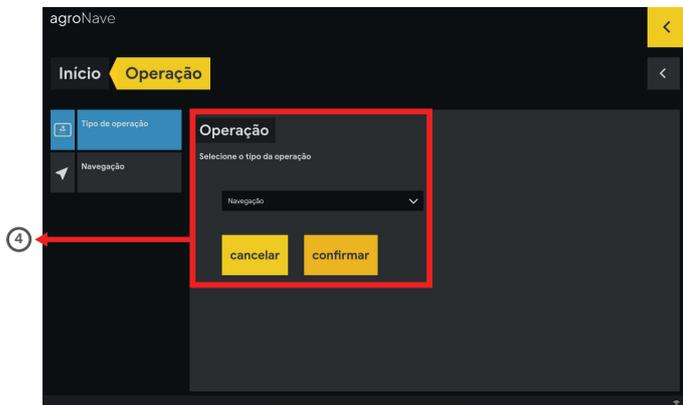 agroNave
Início
Operação
Tipo de operação
Navegação
Operação
Selecione o tipo da operação
Navegação
cancelar
confirmar
4